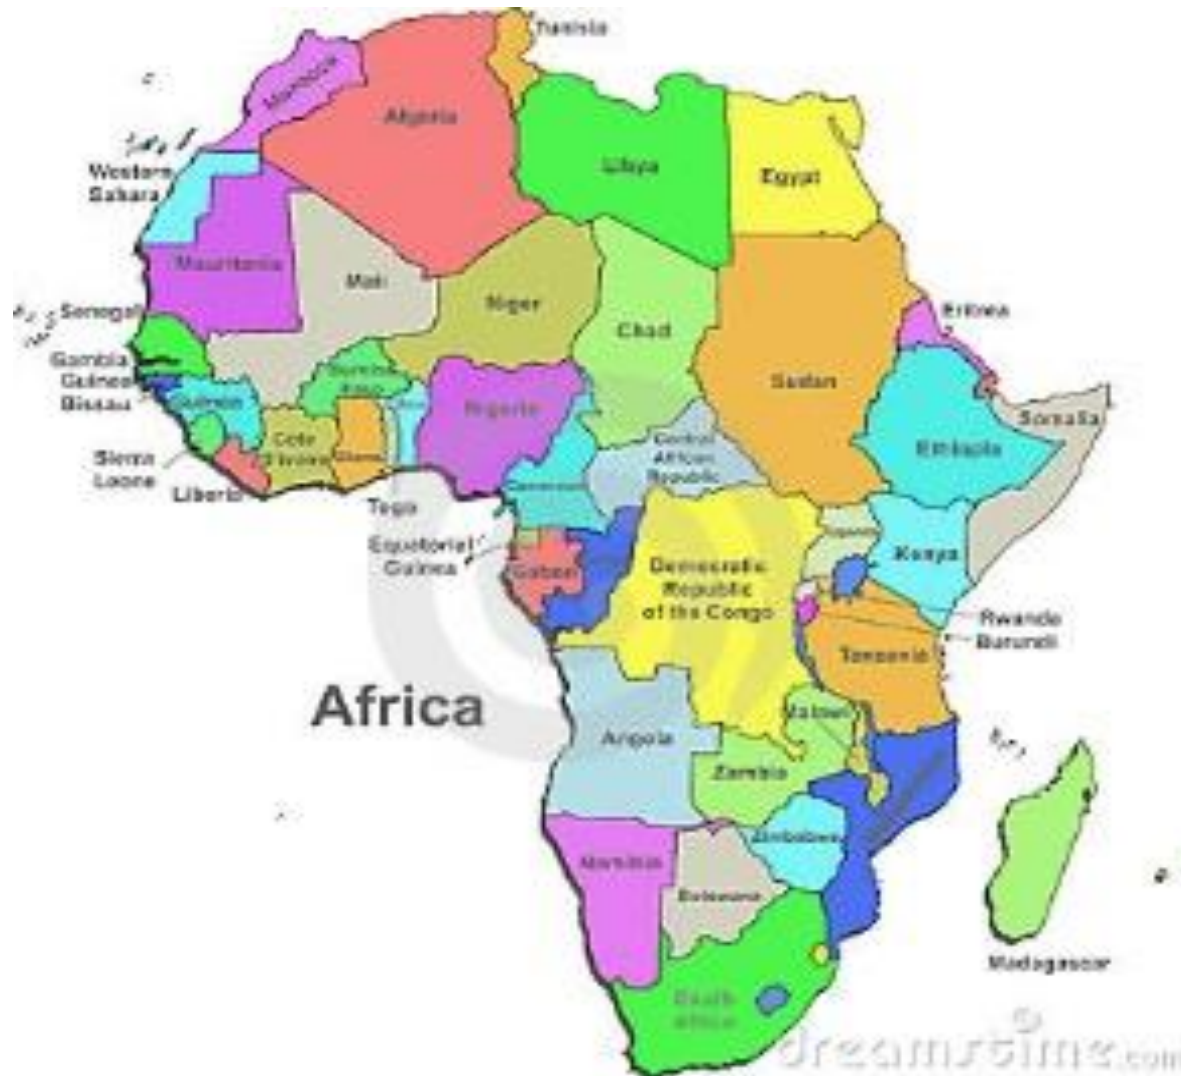 Tunisia
Morocco
Algeria
Libya
Egypt
Western
Sahara
Mauritania
Mali
Niger
Chad
Sudan
Eritrea
Senegal
Gambia
Guinea
Bissau
Guinea
Burkina
Faso
Nigeria
Somalia
Ethiopia
Sierra
Leone
Liberia
Cote
D'Ivoire
Ghana
Central
African
Republic
Cameroon
Togo
Equatorial
Guinea
Gabon
Uganda
Kenya
Democratic
Republic
of the Congo
Rwanda
Burundi
Tanzania
Africa
Angola
Malawi
Zambia
Zimbabwe
Namibia
Botswana
Madagascar
South
Africa
dreamstime.com